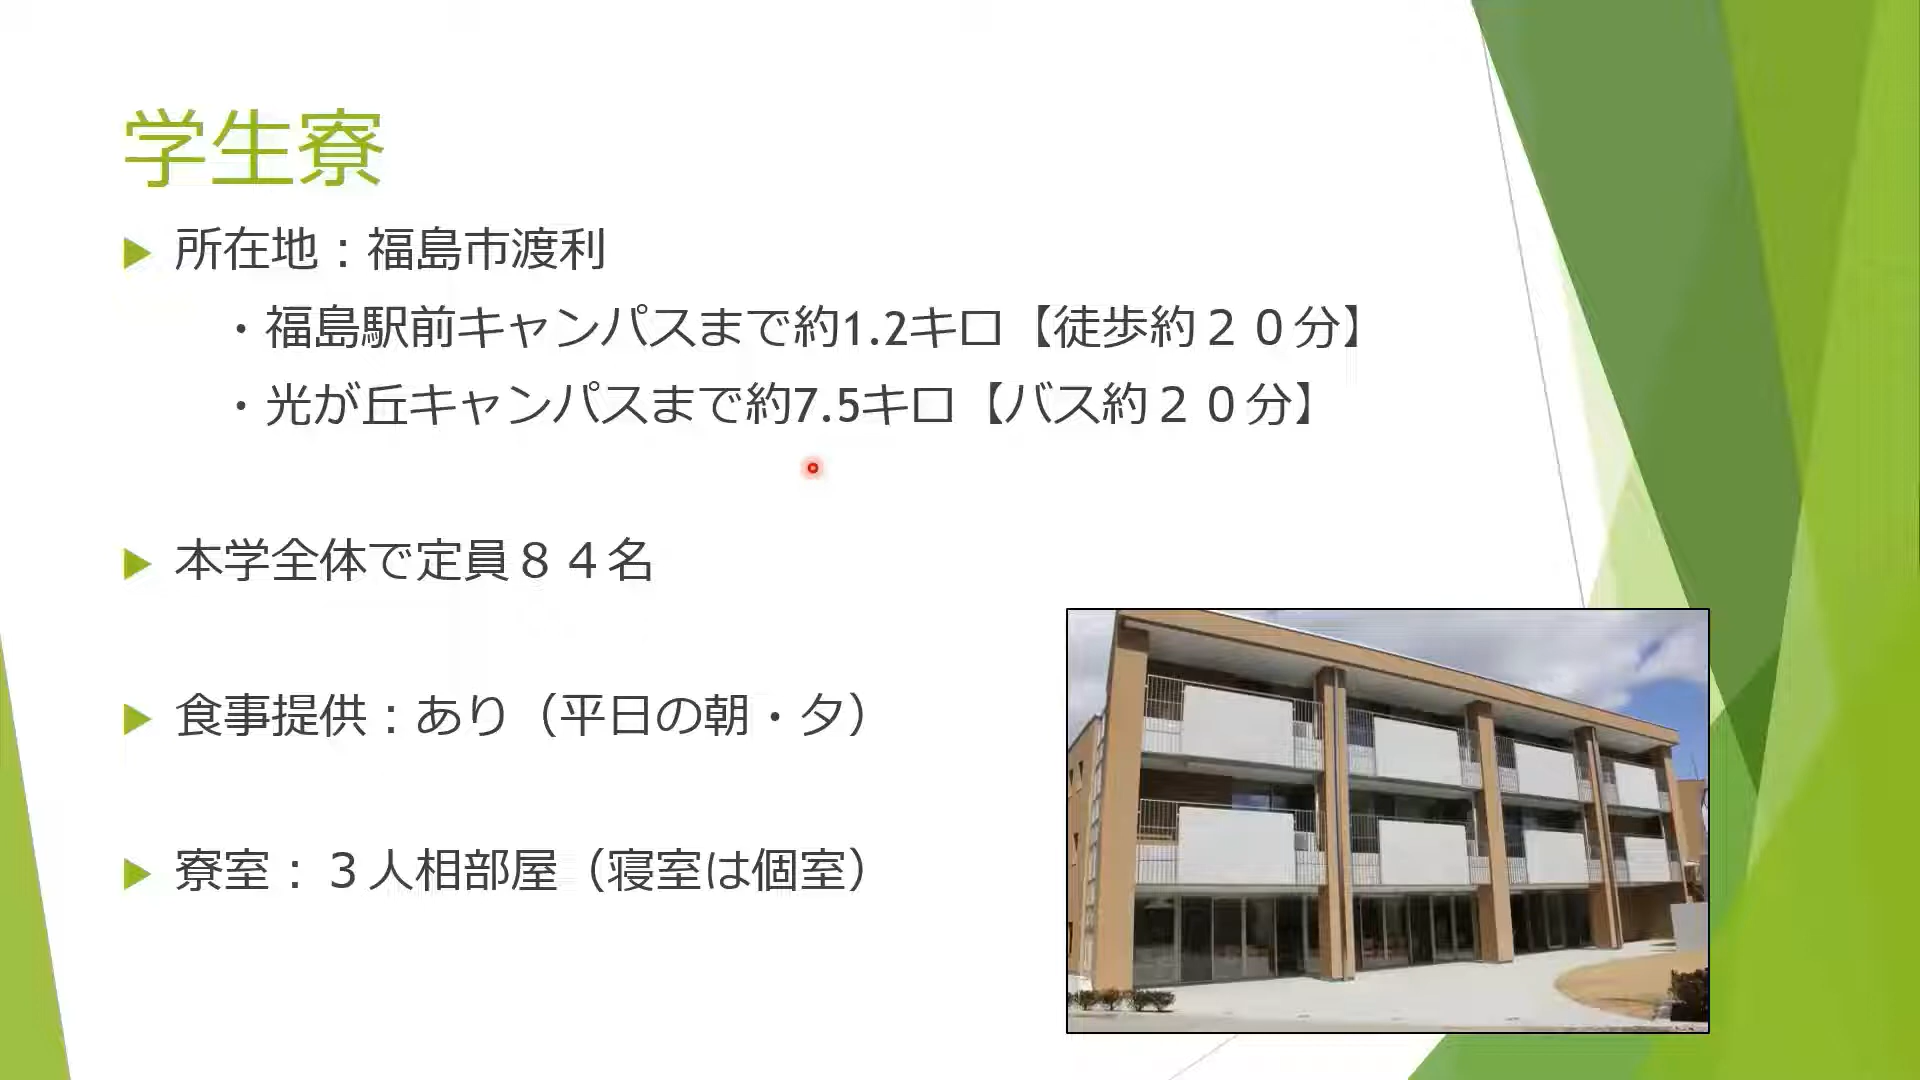 学生寮
所在地：福島市渡利
・福島駅前キャンパスまで約1.2キロ【徒歩約２０分】
・光が丘キャンパスまで約7.5キロ【バス約２０分】
本学全体で定員８４名
食事提供：あり（平日の朝・夕）
寮室：３人相部屋（寝室は個室）